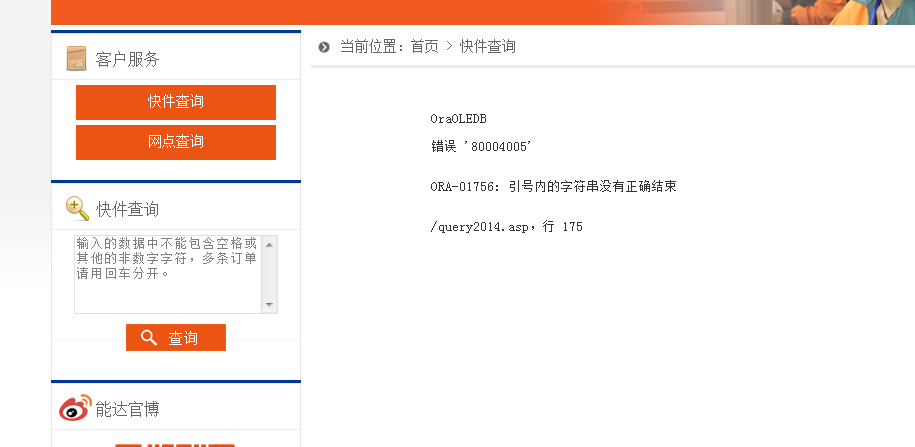 当前位置：首页 > 快件查询
客户服务
快件查询
网点查询
快件查询
输入的数据中不能包含空格或
其他的非数字字符，多条订单
请用回车分开。
查询
能达官博
OraOLEDB
错误 '80004005'
ORA-01756: 引号内的字符串没有正确结束
/query2014.asp，行 175